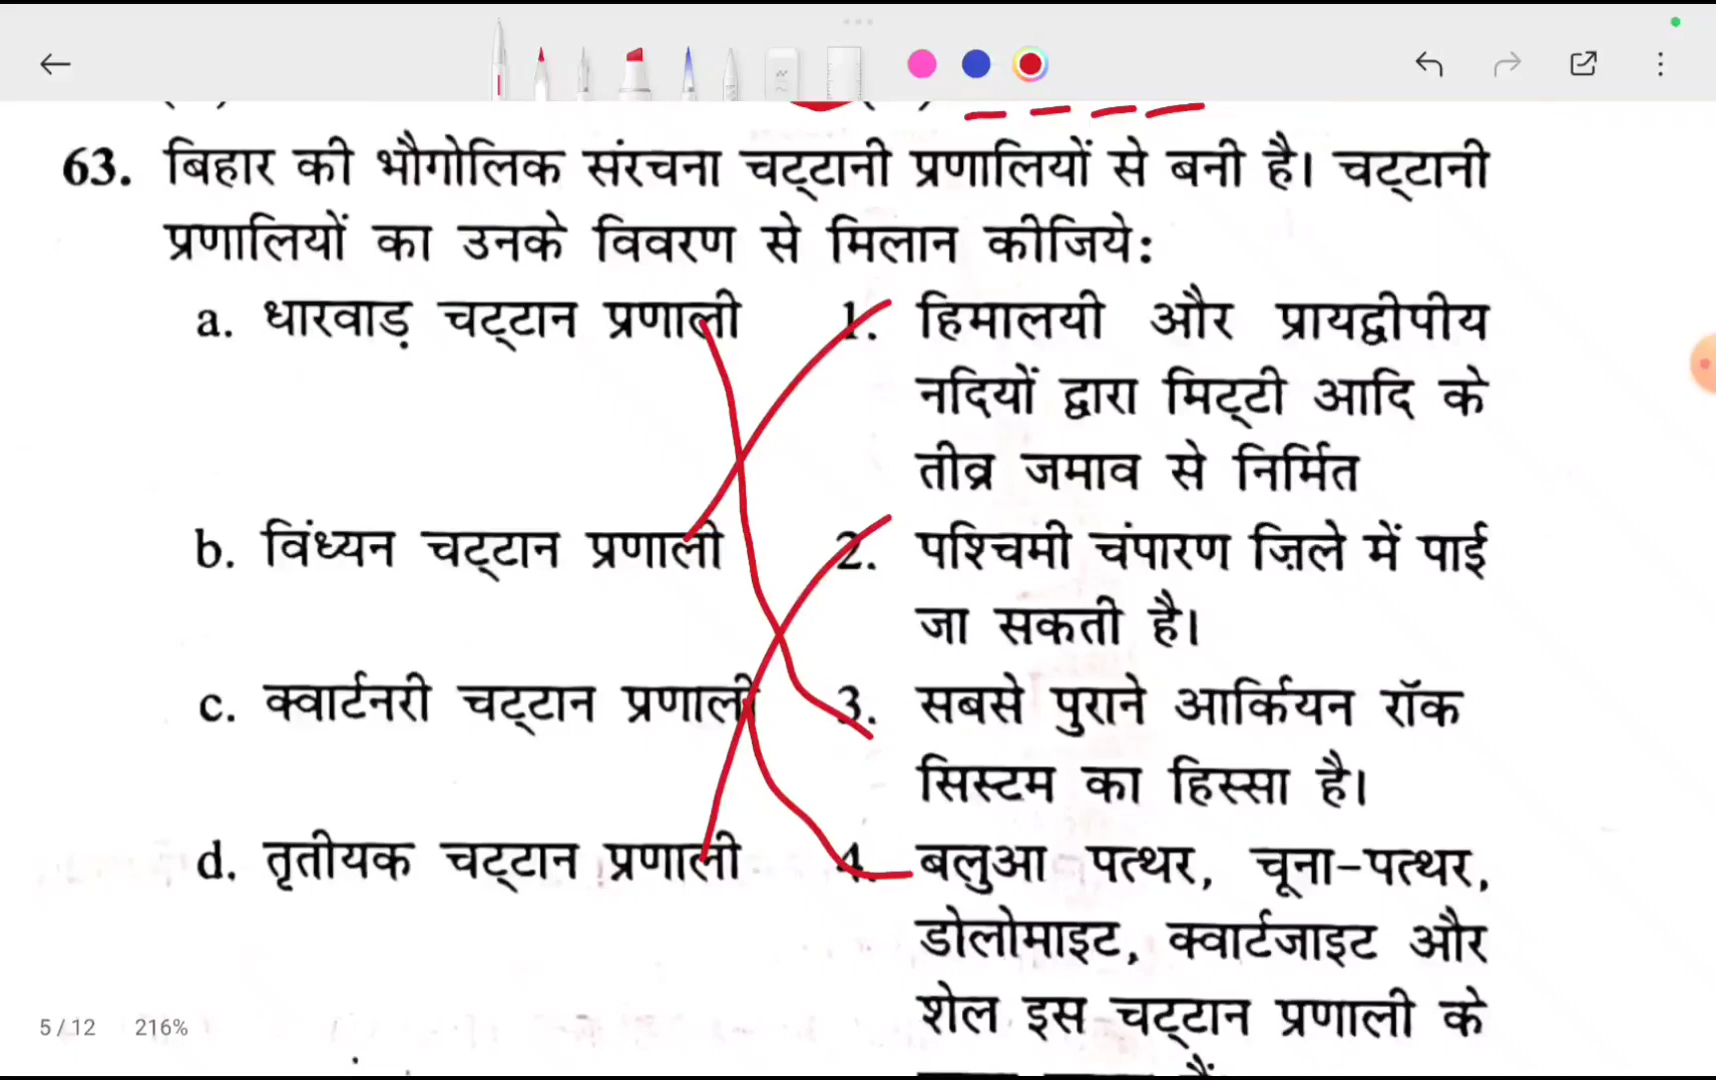 63. बिहार की भौगोलिक संरचना चट्टानी प्रणालियों से बनी है। चट्टानी
प्रणालियों का उनके विवरण से मिलान कीजिये:
a. धारवाड़ चट्टान प्रणाली 1. हिमालयी और प्रायद्वीपीय
नदियों द्वारा मिट्टी आदि के
तीव्र जमाव से निर्मित
b. विंध्यन चट्टान प्रणाली 2. पश्चिमी चंपारण ज़िले में पाई
जा सकती है।
c. क्वार्टनरी चट्टान प्रणाली 3. सबसे पुराने आर्कियन रॉक
सिस्टम का हिस्सा है।
d. तृतीयक चट्टान प्रणाली 4. बलुआ पत्थर, चूना-पत्थर,
डोलोमाइट, क्वार्टजाइट और
शेल इस चट्टान प्रणाली के
5/12 216%